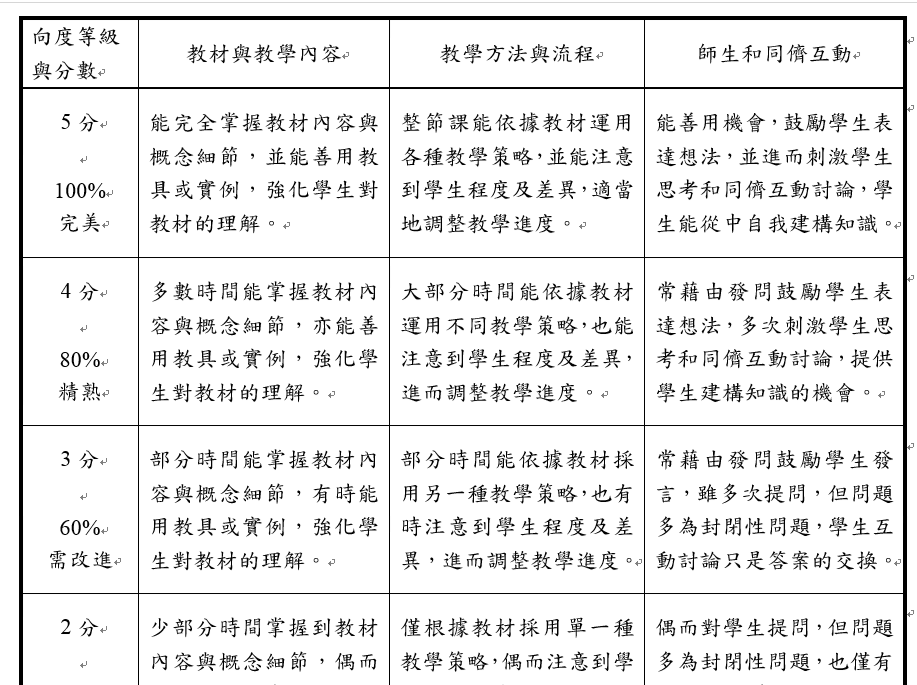 向度等級
與分數
教材與教學內容
教學方法與流程
師生和同儕互動
5 分
100%
完美
能完全掌握教材內容與
概念細節，並能善用教
具或實例，強化學生對
教材的理解。
整節課能依據教材運用
各種教學策略，並能注意
到學生程度及差異，適當
地調整教學進度。
能善用機會，鼓勵學生表
達想法，並進而刺激學生
思考和同儕互動討論，學
生能從中自我建構知識。
4 分
80%
精熟
多數時間能掌握教材內
容與概念細節，亦能善
用教具或實例，強化學
生對教材的理解。
大部分時間能依據教材
運用不同教學策略，也能
注意到學生程度及差異，
進而調整教學進度。
常藉由發問鼓勵學生表
達想法，多次刺激學生思
考和同儕互動討論，提供
學生建構知識的機會。
3 分
60%
需改進
部分時間能掌握教材內
容與概念細節，有時能
用教具或實例，強化學
生對教材的理解。
部分時間能依據教材採
用另一種教學策略，也有
時注意到學生程度及差
異，進而調整教學進度。
常藉由發問鼓勵學生發
言，雖多次提問，但問題
多為封閉性問題，學生互
動討論只是答案的交換。
2 分
少部分時間掌握到教材
內容與概念細節，偶而
僅根據教材採用單一種
教學策略，偶而注意到學
偶而對學生提問，但問題
多為封閉性問題，也僅有